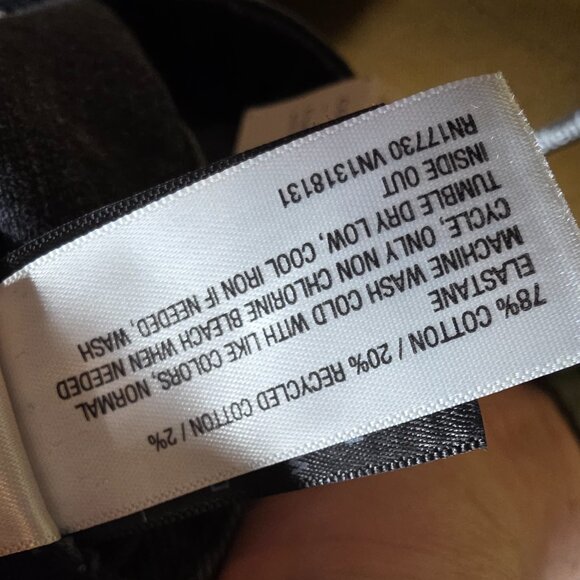 78% COTTON / 20% RECYCLED COTTON / 2%
ELASTANE
MACHINE WASH COLD WITH LIKE COLORS, NORMAL
CYCLE, ONLY NON CHLORINE BLEACH WHEN NEEDED
TUMBLE DRY LOW, COOL IRON IF NEEDED, WASH
INSIDE OUT
RN17730 VN1318131